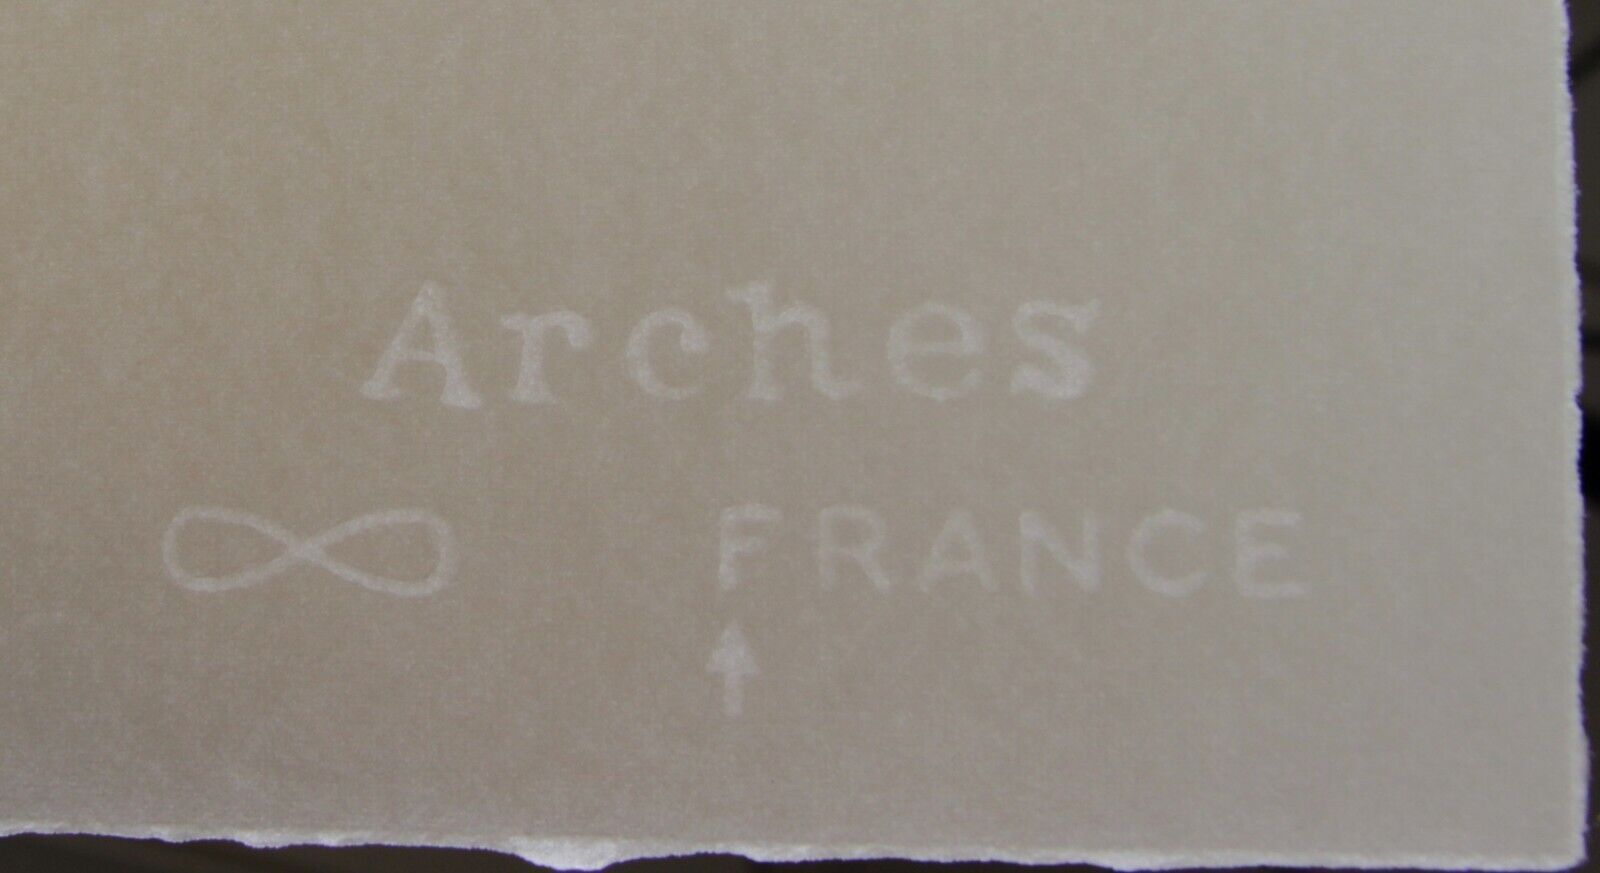 Arches
∞ FRANCE
↑